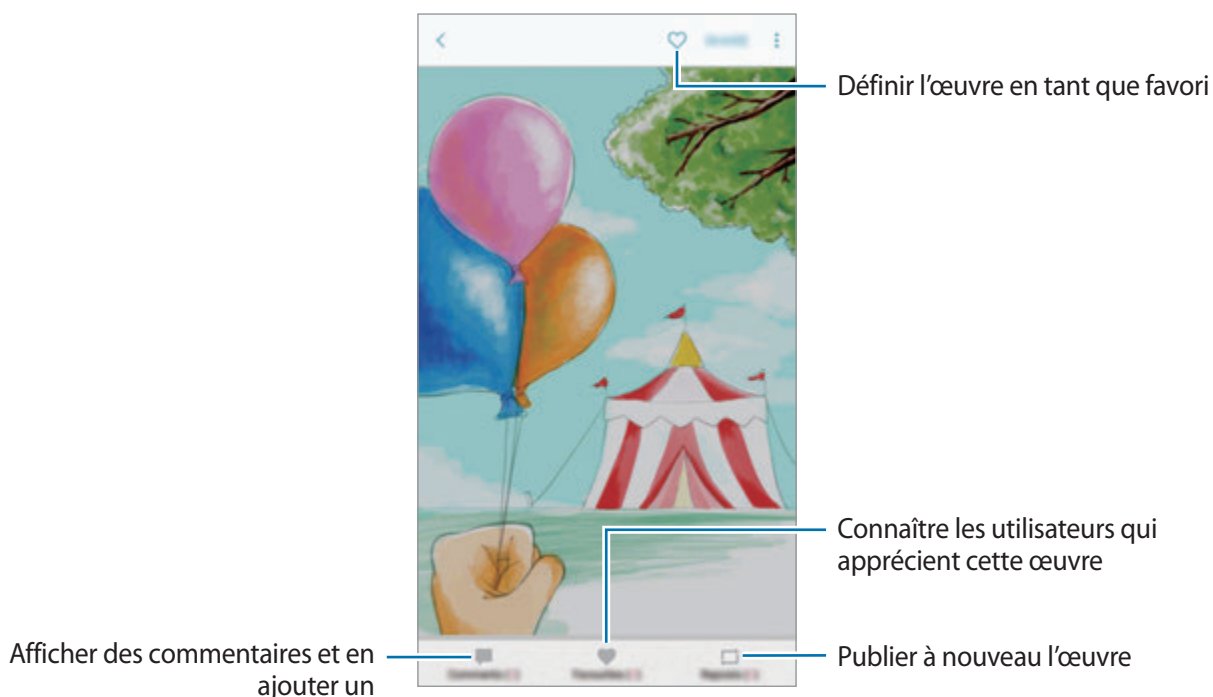 Définir l’œuvre en tant que favori
Connaître les utilisateurs qui
apprécient cette œuvre
Afficher des commentaires et en
ajouter un
Publier à nouveau l’œuvre